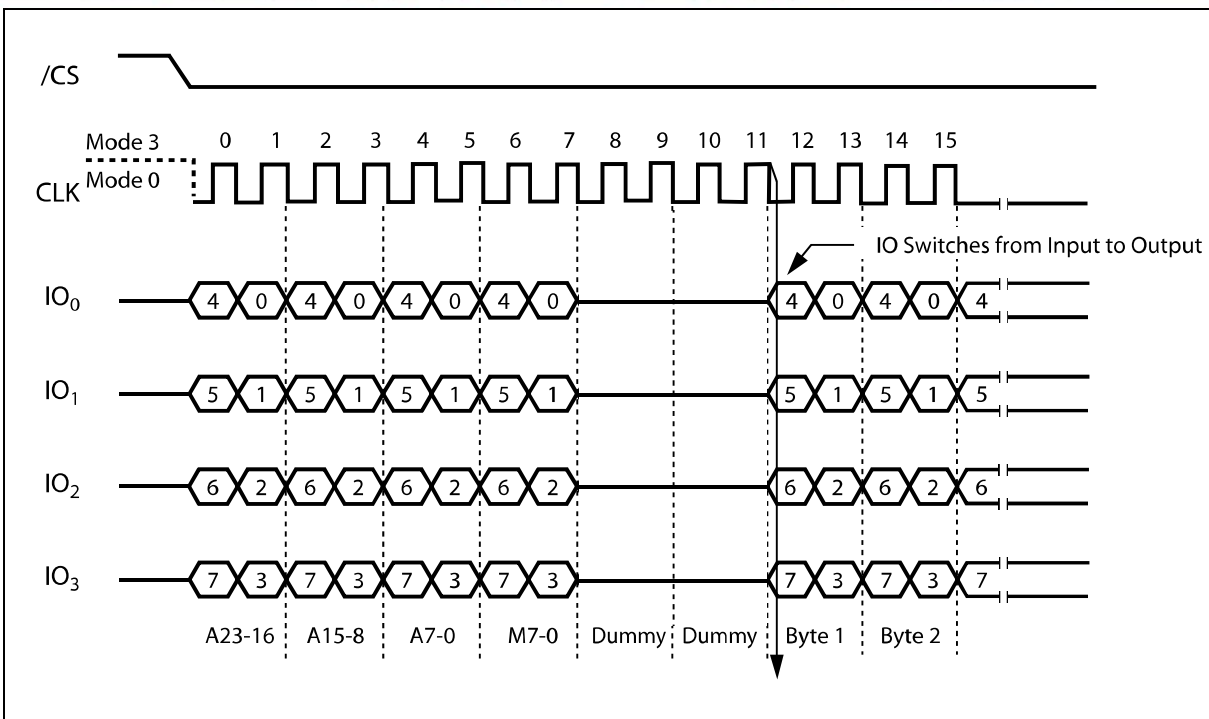 /CS
Mode 3
0 1 2 3 4 5 6 7 8 9 10 11 12 13 14 15
Mode 0
CLK
IO Switches from Input to Output
IO0 4 0 4 0 4 0 4 0 4 0 4 0 4
IO1 5 1 5 1 5 1 5 1 5 1 5 1 5
IO2 6 2 6 2 6 2 6 2 6 2 6 2 6
IO3 7 3 7 3 7 3 7 3 7 3 7 3 7
A23-16 A15-8 A7-0 M7-0 Dummy Dummy Byte 1 Byte 2